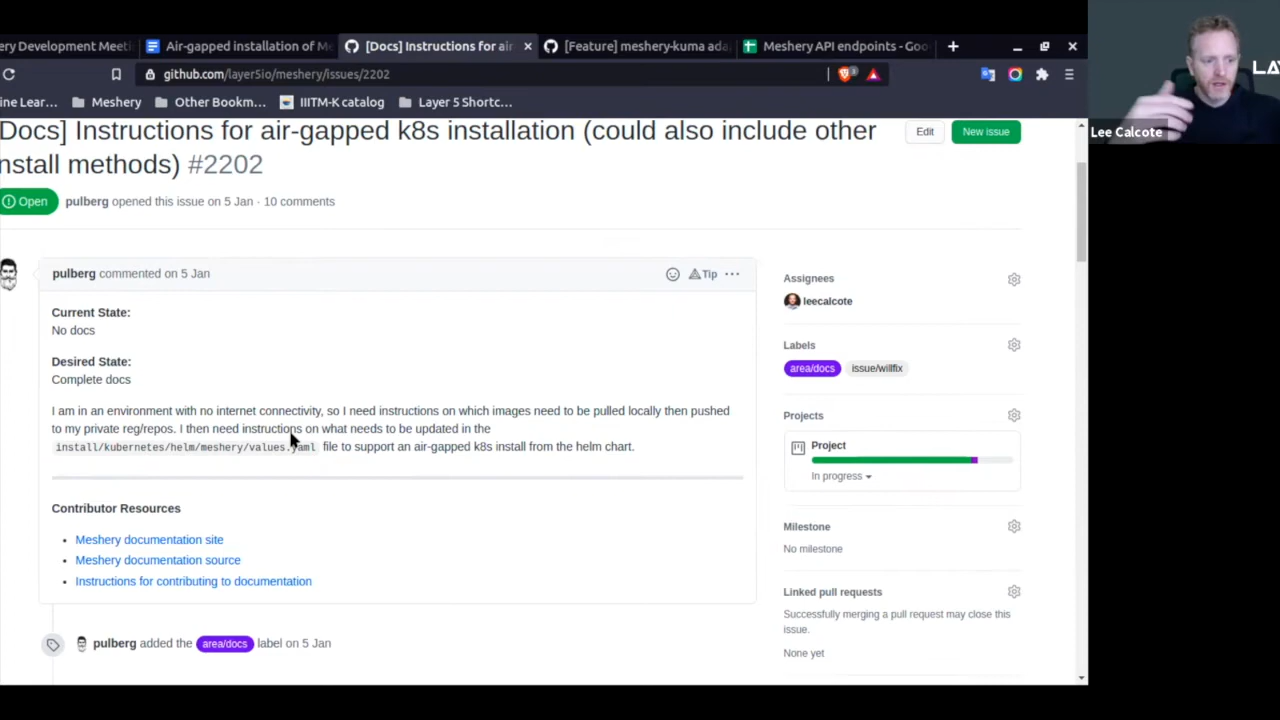 ery Development Meeti
Air-gapped installation of Me
[Docs] Instructions for air
[Feature] meshery-kuma ada
Meshery API endpoints - Goo
github.com/layer5io/meshery/issues/2202
1
ine Lear…
Meshery
Other Bookm…
IIITM-K catalog
Layer 5 Shortc…
LAY
Lee Calcote
Docs] Instructions for air-gapped k8s installation (could also include other
nstall methods) #2202
Edit
New issue
Open
pulberg opened this issue on 5 Jan · 10 comments
pulberg commented on 5 Jan
Tip
Current State:
No docs
Desired State:
Complete docs
I am in an environment with no internet connectivity, so I need instructions on which images need to be pulled locally then pushed
to my private reg/repos. I then need instructions on what needs to be updated in the
install/kubernetes/helm/meshery/values.yaml file to support an air-gapped k8s install from the helm chart.
Contributor Resources
• Meshery documentation site
• Meshery documentation source
• Instructions for contributing to documentation
pulberg added the area/docs label on 5 Jan
Assignees
leecalcote
Labels
area/docs
issue/willfix
Projects
Project
In progress
Milestone
No milestone
Linked pull requests
Successfully merging a pull request may close this
issue.
None yet